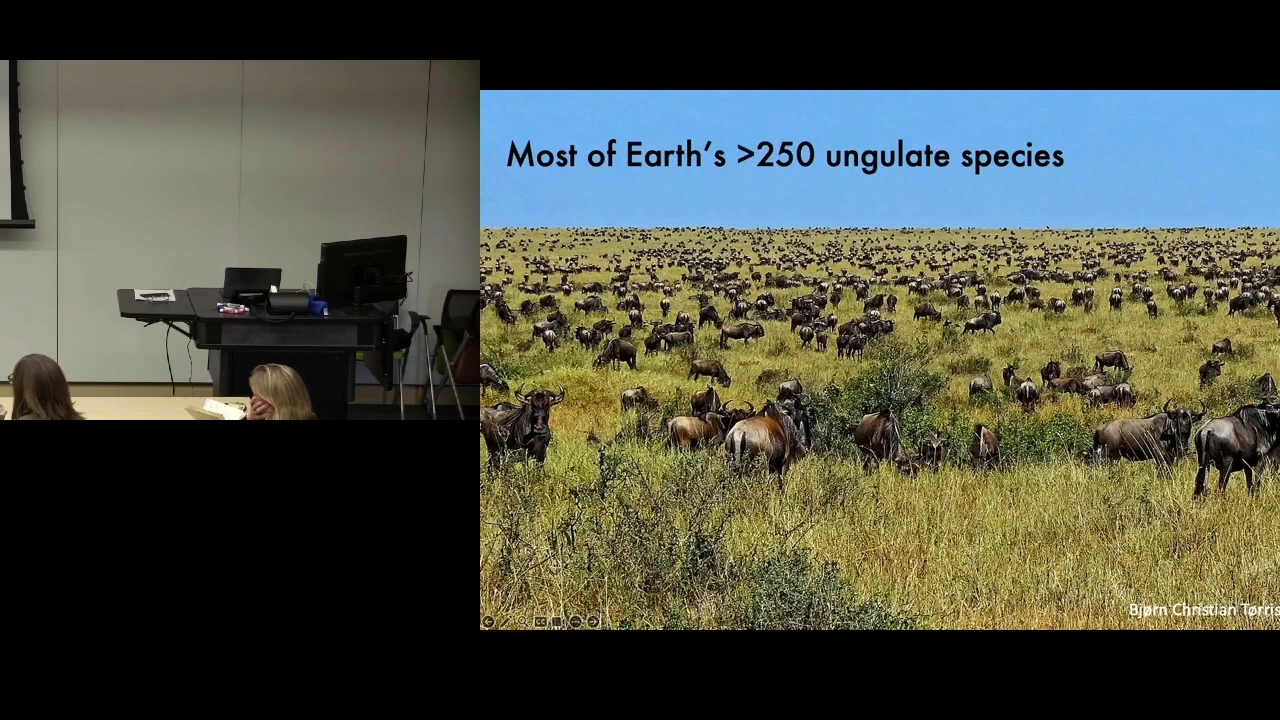 Most of Earth’s >250 ungulate species
Bjørn Christian Tørris